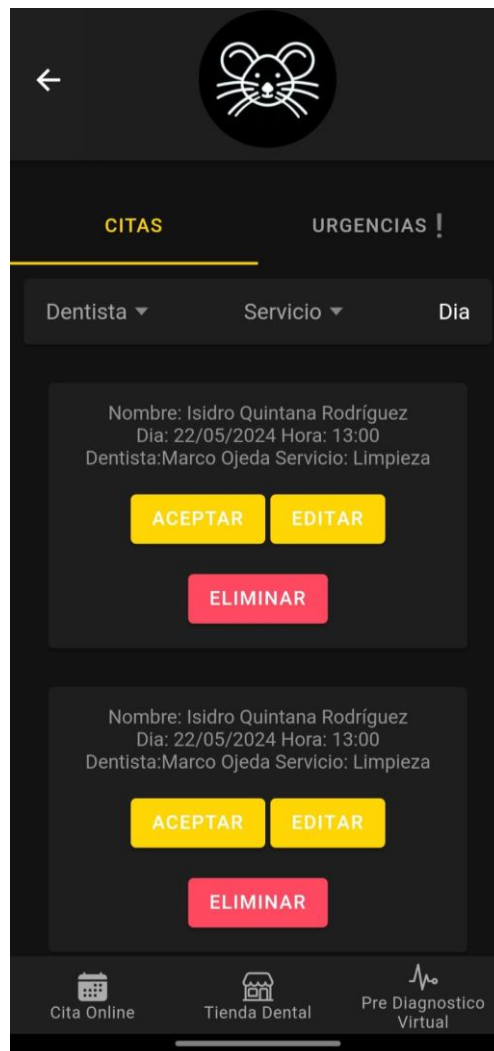 CITAS
URGENCIAS❗
Dentista Servicio Dia
Nombre: Isidro Quintana Rodríguez
Dia: 22/05/2024 Hora: 13:00
Dentista:Marco Ojeda Servicio: Limpieza
ACEPTAR EDITAR
ELIMINAR
Nombre: Isidro Quintana Rodríguez
Dia: 22/05/2024 Hora: 13:00
Dentista:Marco Ojeda Servicio: Limpieza
ACEPTAR EDITAR
ELIMINAR
Cita Online
Tienda Dental
Pre Diagnostico
Virtual